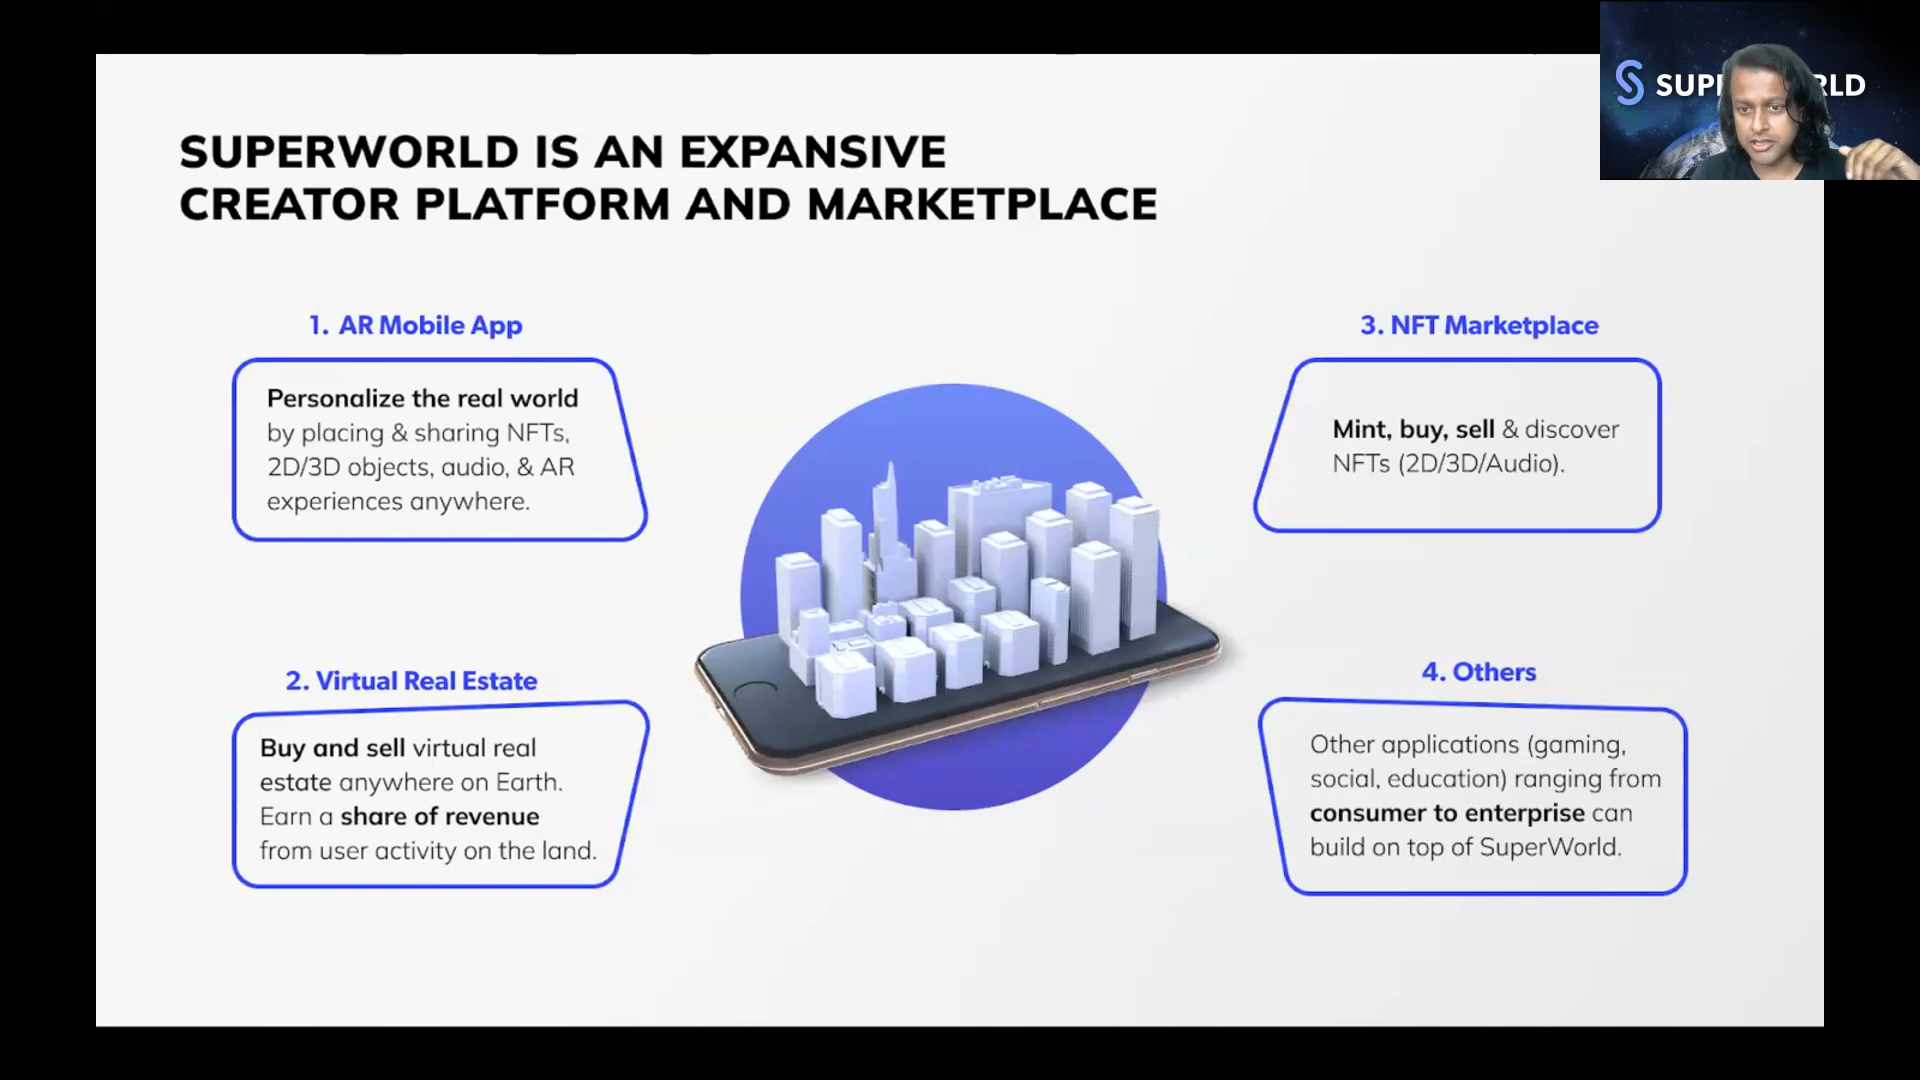 SUPERWORLD IS AN EXPANSIVE
CREATOR PLATFORM AND MARKETPLACE
1. AR Mobile App
Personalize the real world
by placing & sharing NFTs,
2D/3D objects, audio, & AR
experiences anywhere.
2. Virtual Real Estate
Buy and sell virtual real
estate anywhere on Earth.
Earn a share of revenue
from user activity on the land.
3. NFT Marketplace
Mint, buy, sell & discover
NFTs (2D/3D/Audio).
4. Others
Other applications (gaming,
social, education) ranging from
consumer to enterprise can
build on top of SuperWorld.